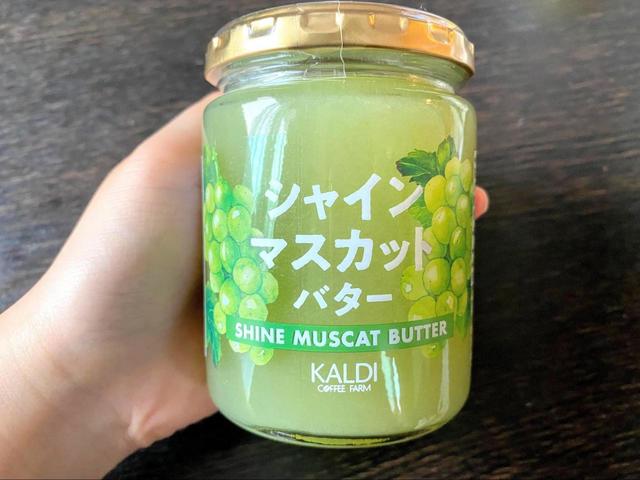 シャイン
マスカット
バター
SHINE MUSCAT BUTTER
KALDI
COFFEE FARM